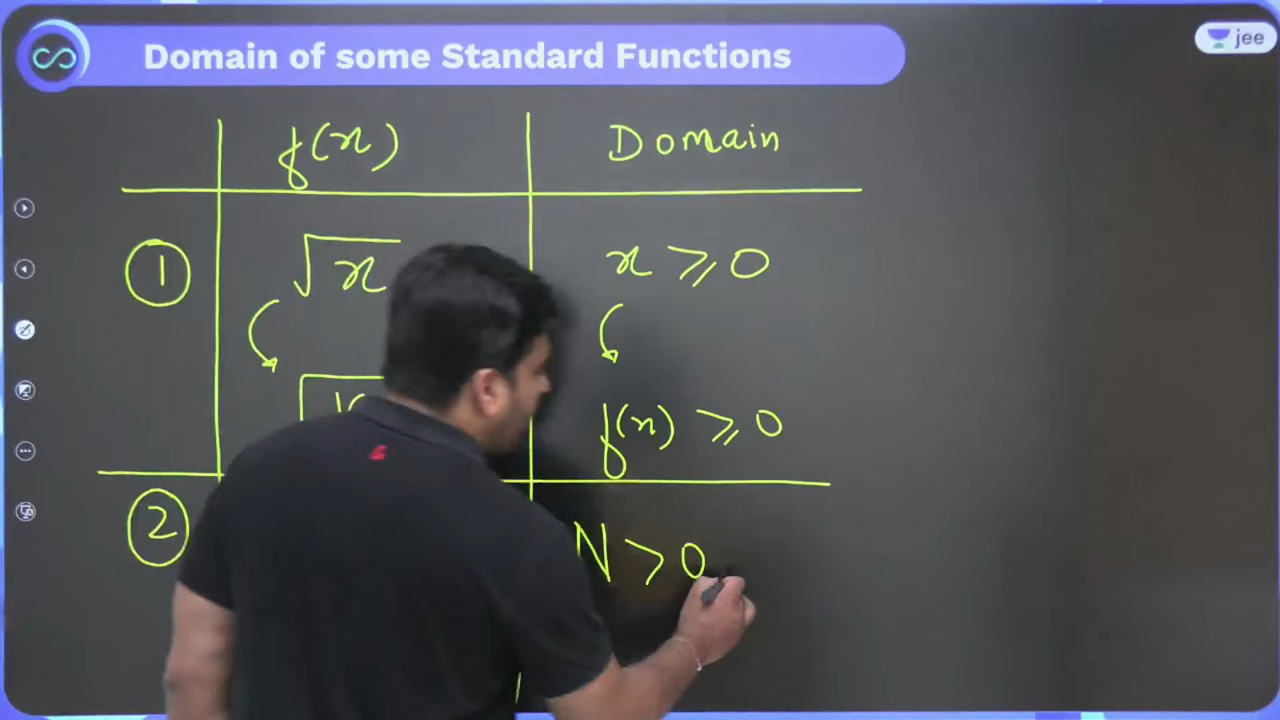 Domain of some Standard Functions
jee
f(x) Domain
1 √x x ≥ 0
f(x) ≥ 0
2 N > 0